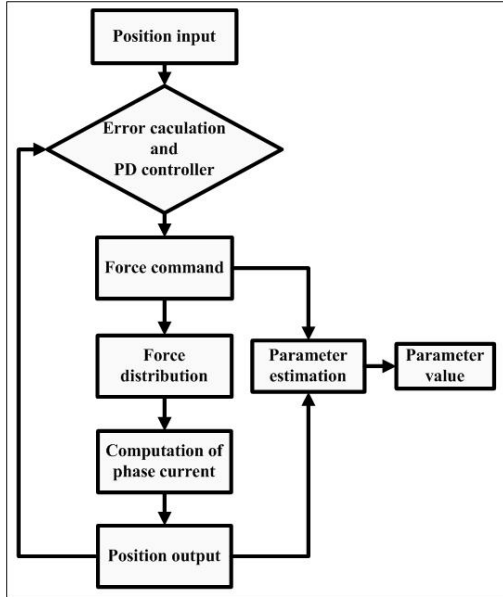 Position input
Error caculation
and
PD controller
Force command
Force
distribution
Parameter
estimation
Parameter
value
Computation of
phase current
Position output